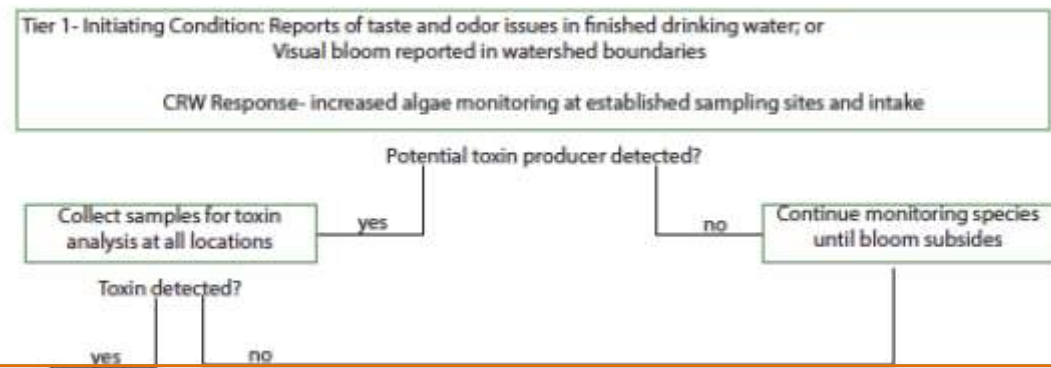 Tier 1- Initiating Condition: Reports of taste and odor issues in finished drinking water; or
Visual bloom reported in watershed boundaries
CRW Response- increased algae monitoring at established sampling sites and intake
Potential toxin producer detected?
Collect samples for toxin
analysis at all locations
yes
no
Continue monitoring species
until bloom subsides
Toxin detected?
yes
no